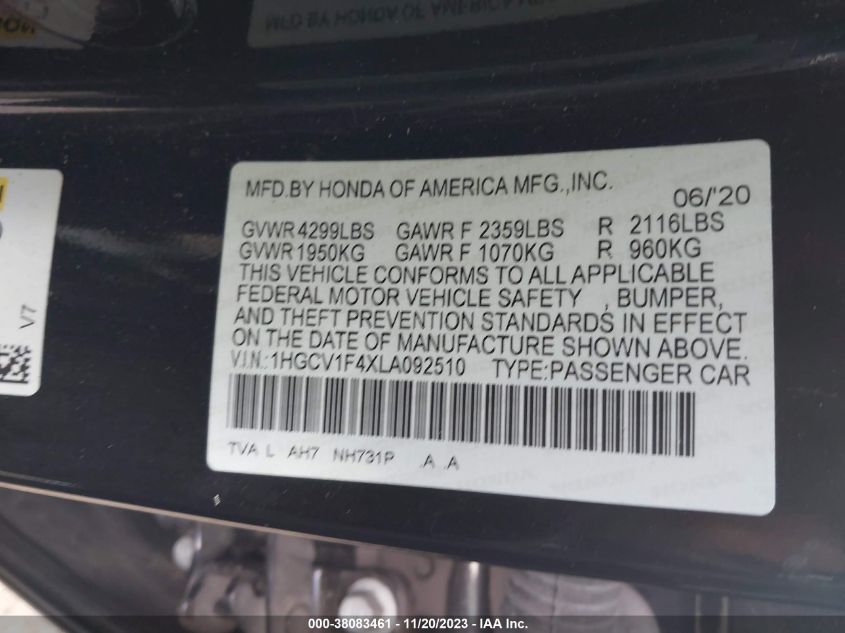 MFD.BY HONDA OF AMERICA MFG.,INC. 06/'20
GVWR 4299LBS GAWR F 2359LBS R 2116LBS
GVWR 1950KG GAWR F 1070KG R 960KG
THIS VEHICLE CONFORMS TO ALL APPLICABLE
FEDERAL MOTOR VEHICLE SAFETY , BUMPER,
AND THEFT PREVENTION STANDARDS IN EFFECT
ON THE DATE OF MANUFACTURE SHOWN ABOVE.
V.I.N.:1HGCV1F4XLA092510 TYPE:PASSENGER CAR
TVA L AH7 NH731P .A .A
V7
000-38083461 - 11/20/2023 - IAAI Inc.